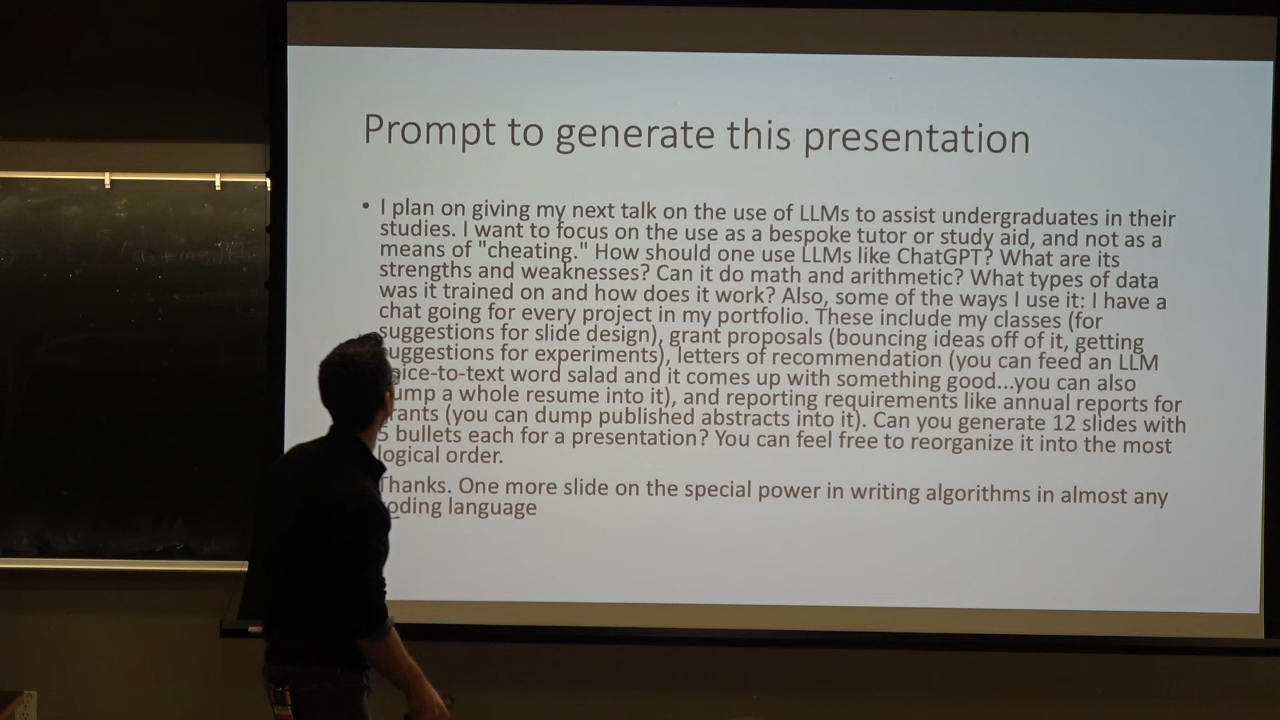 Prompt to generate this presentation
• I plan on giving my next talk on the use of LLMs to assist undergraduates in their
studies. I want to focus on the use as a bespoke tutor or study aid, and not as a
means of "cheating." How should one use LLMs like ChatGPT? What are its
strengths and weaknesses? Can it do math and arithmetic? What types of data
was it trained on and how does it work? Also, some of the ways I use it: I have a
chat going for every project in my portfolio. These include my classes (for
suggestions for slide design), grant proposals (bouncing ideas off of it, getting
uggestions for experiments), letters of recommendation (you can feed an LLM
oice-to-text word salad and it comes up with something good...you can also
ump a whole resume into it), and reporting requirements like annual reports for
grants (you can dump published abstracts into it). Can you generate 12 slides with
5 bullets each for a presentation? You can feel free to reorganize it into the most
logical order.
Thanks. One more slide on the special power in writing algorithms in almost any
oding language